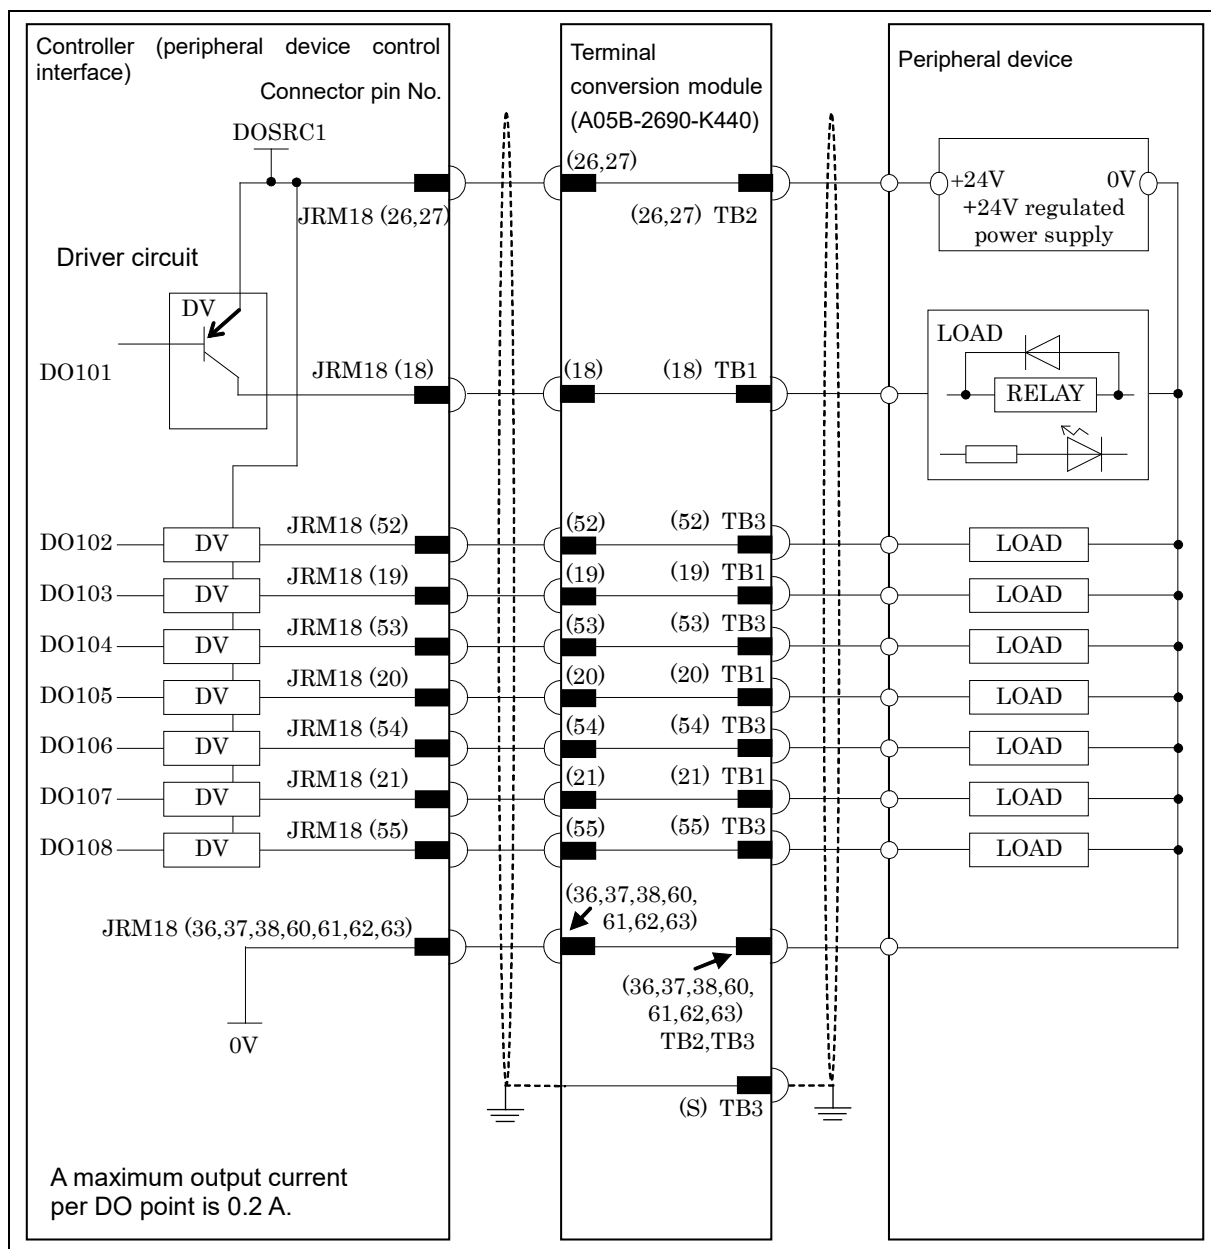 Controller (peripheral device control
interface)
Connector pin No.
DOSRC1
JRM18 (26,27)
Driver circuit
DV
DO101
JRM18 (18)
DO102
DV
JRM18 (52)
DO103
DV
JRM18 (19)
DO104
DV
JRM18 (53)
DO105
DV
JRM18 (20)
DO106
DV
JRM18 (54)
DO107
DV
JRM18 (21)
DO108
DV
JRM18 (55)
JRM18 (36,37,38,60,61,62,63)
0V
A maximum output current
per DO point is 0.2 A.
Terminal
conversion module
(A05B-2690-K440)
(26,27)
(26,27) TB2
(18)
(18) TB1
(52)
(52) TB3
(19)
(19) TB1
(53)
(53) TB3
(20)
(20) TB1
(54)
(54) TB3
(21)
(21) TB1
(55)
(55) TB3
(36,37,38,60,
61,62,63)
(36,37,38,60,
61,62,63)
TB2,TB3
(S) TB3
Peripheral device
+24V
0V
+24V regulated
power supply
LOAD
RELAY
LOAD
LOAD
LOAD
LOAD
LOAD
LOAD
LOAD